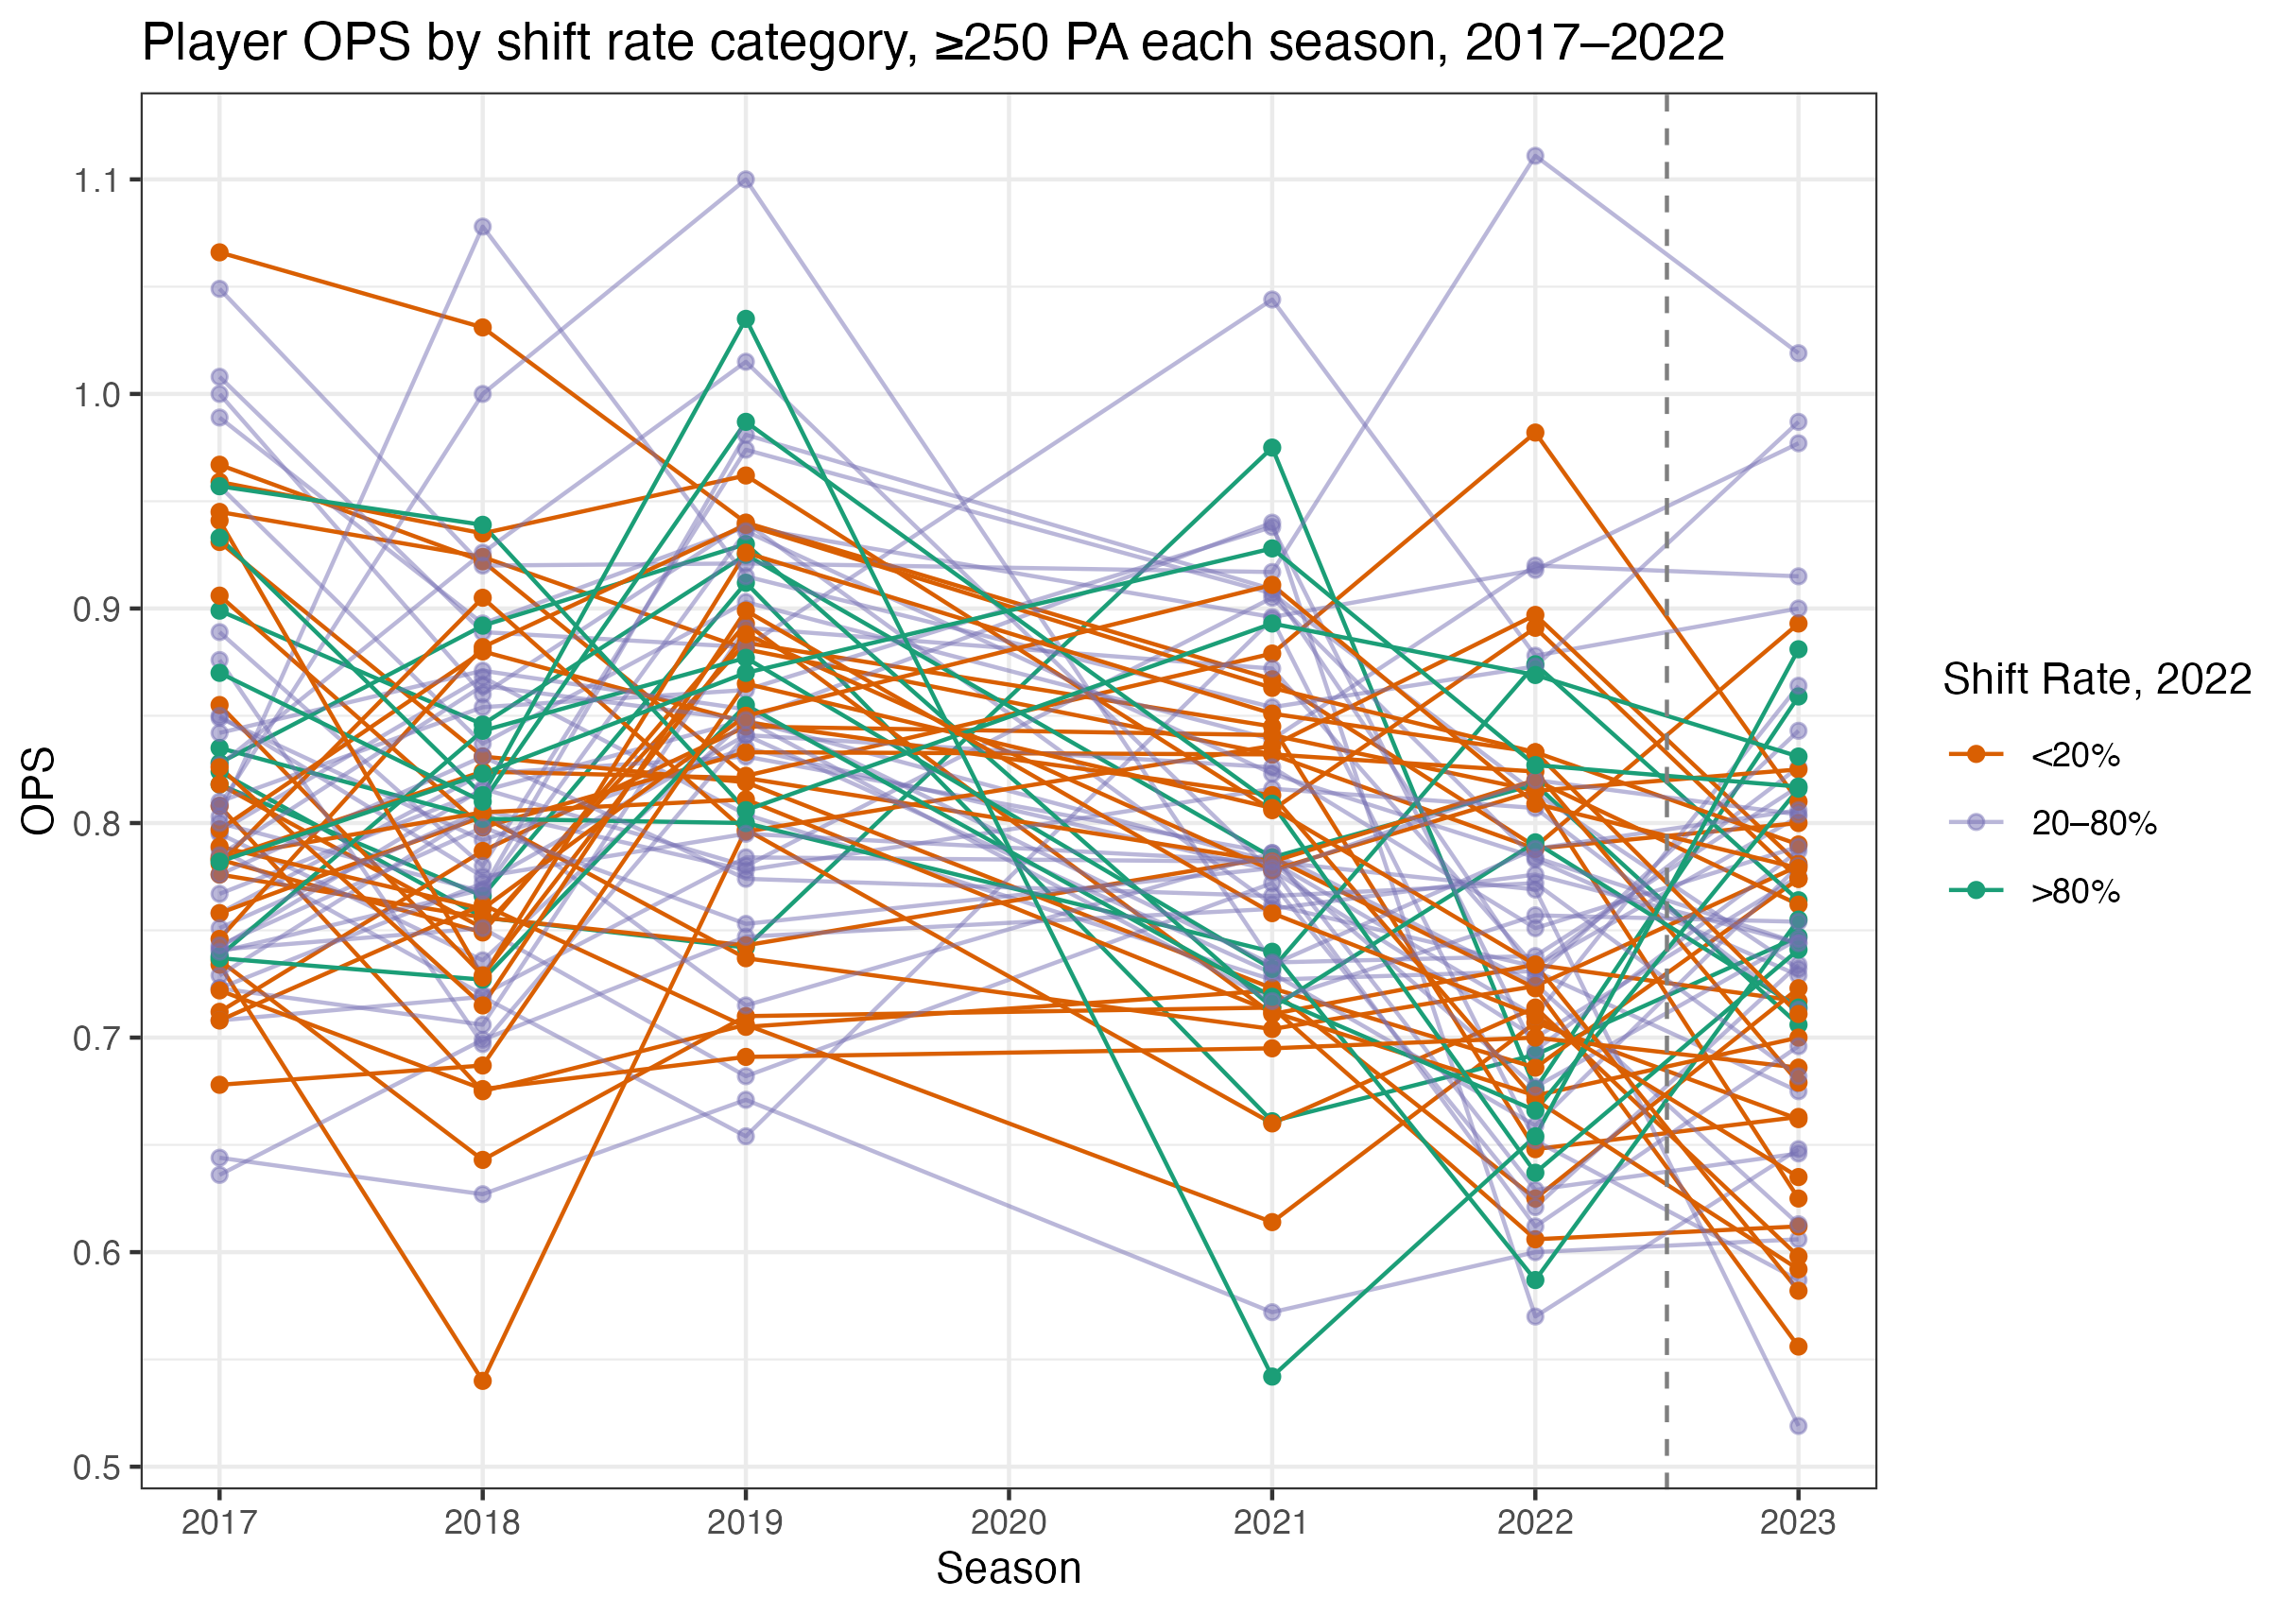 Player OPS by shift rate category, ≥250 PA each season, 2017–2022
OPS
1.1
1.0
0.9
0.8
0.7
0.6
0.5
2017 2018 2019 2020 2021 2022 2023
Season
Shift Rate, 2022
<20%
20–80%
>80%